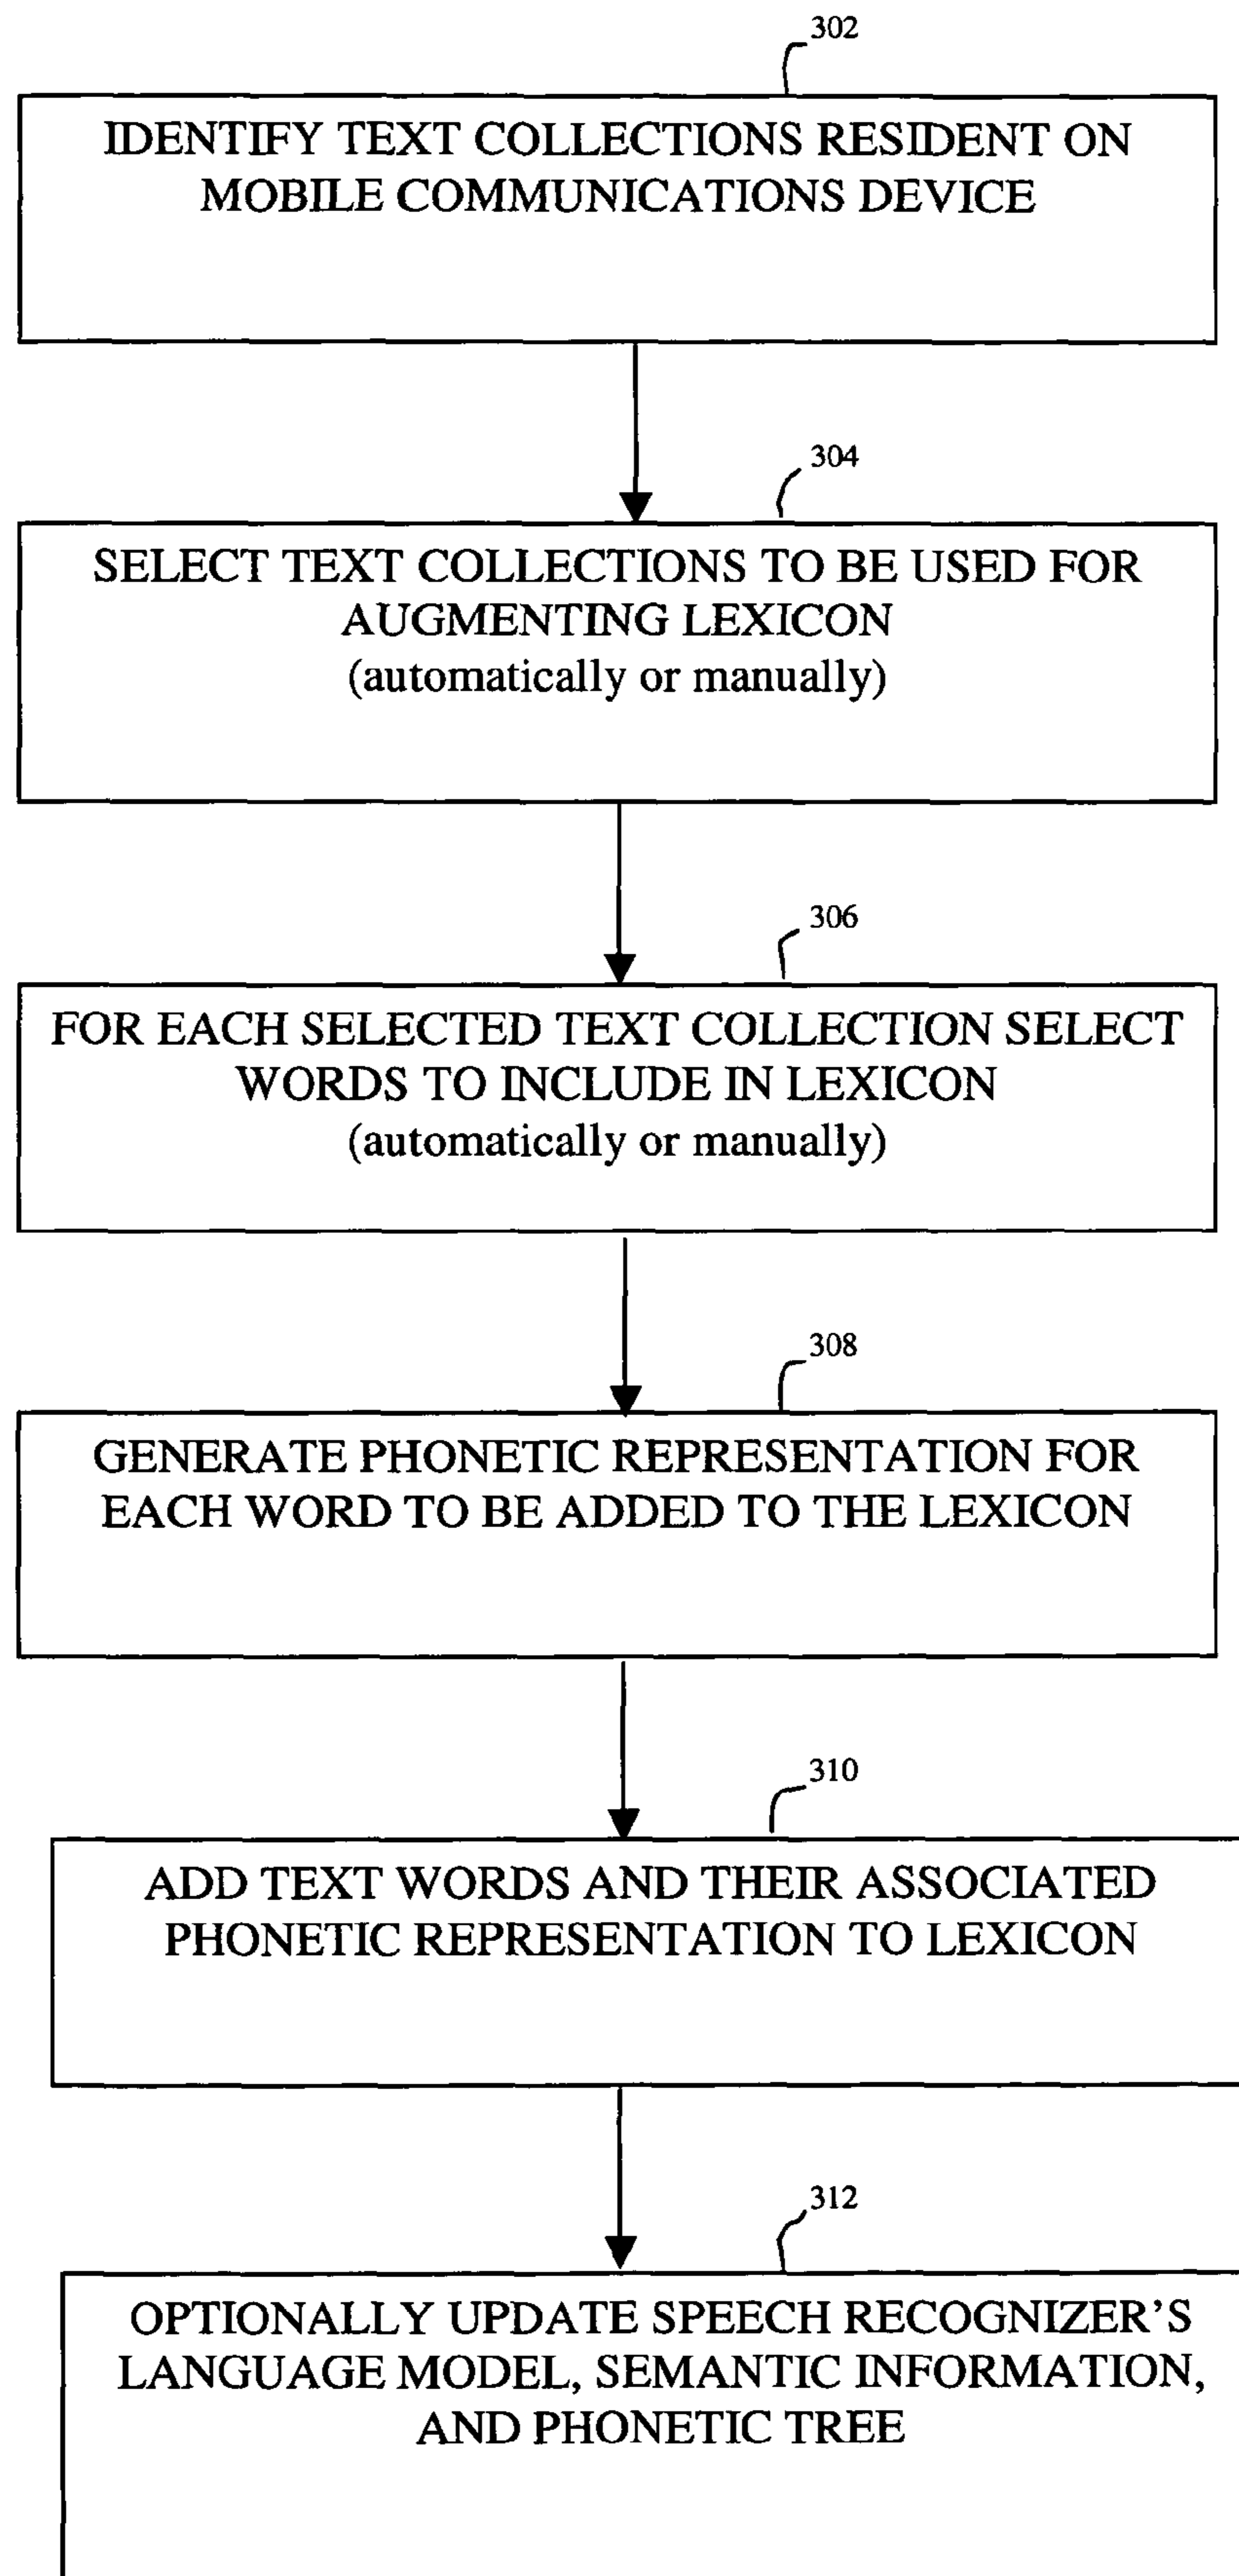 302
IDENTIFY TEXT COLLECTIONS RESIDENT ON
MOBILE COMMUNICATIONS DEVICE
304
SELECT TEXT COLLECTIONS TO BE USED FOR
AUGMENTING LEXICON
(automatically or manually)
306
FOR EACH SELECTED TEXT COLLECTION SELECT
WORDS TO INCLUDE IN LEXICON
(automatically or manually)
308
GENERATE PHONETIC REPRESENTATION FOR
EACH WORD TO BE ADDED TO THE LEXICON
310
ADD TEXT WORDS AND THEIR ASSOCIATED
PHONETIC REPRESENTATION TO LEXICON
312
OPTIONALLY UPDATE SPEECH RECOGNIZER'S
LANGUAGE MODEL, SEMANTIC INFORMATION,
AND PHONETIC TREE